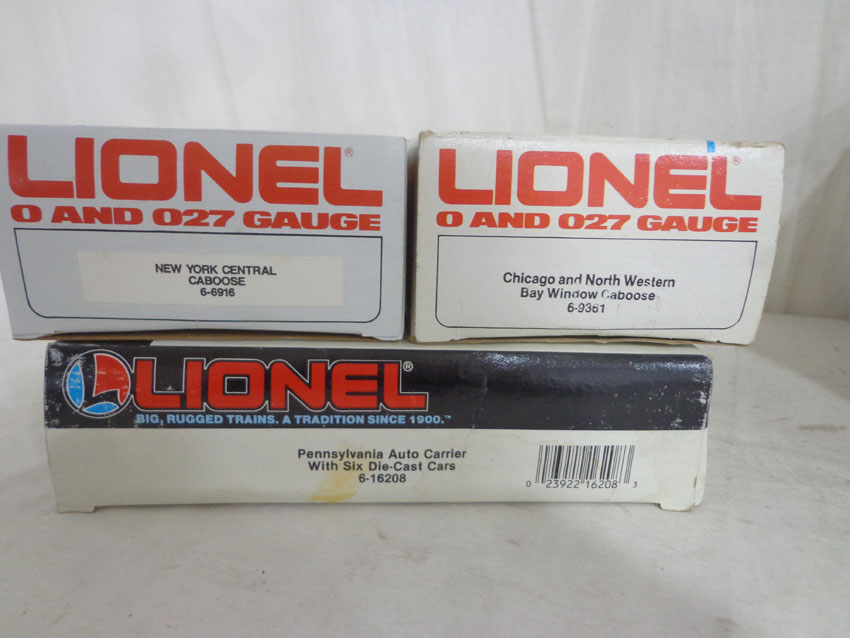 LIONEL®
O AND 027 GAUGE
NEW YORK CENTRAL
CABOOSE
6-6916
LIONEL®
O AND 027 GAUGE
Chicago and North Western
Bay Window Caboose
6-9361
LIONEL®
BIG, RUGGED TRAINS. A TRADITION SINCE 1900.™
Pennsylvania Auto Carrier
With Six Die-Cast Cars
6-16208
0 23922 16208 3